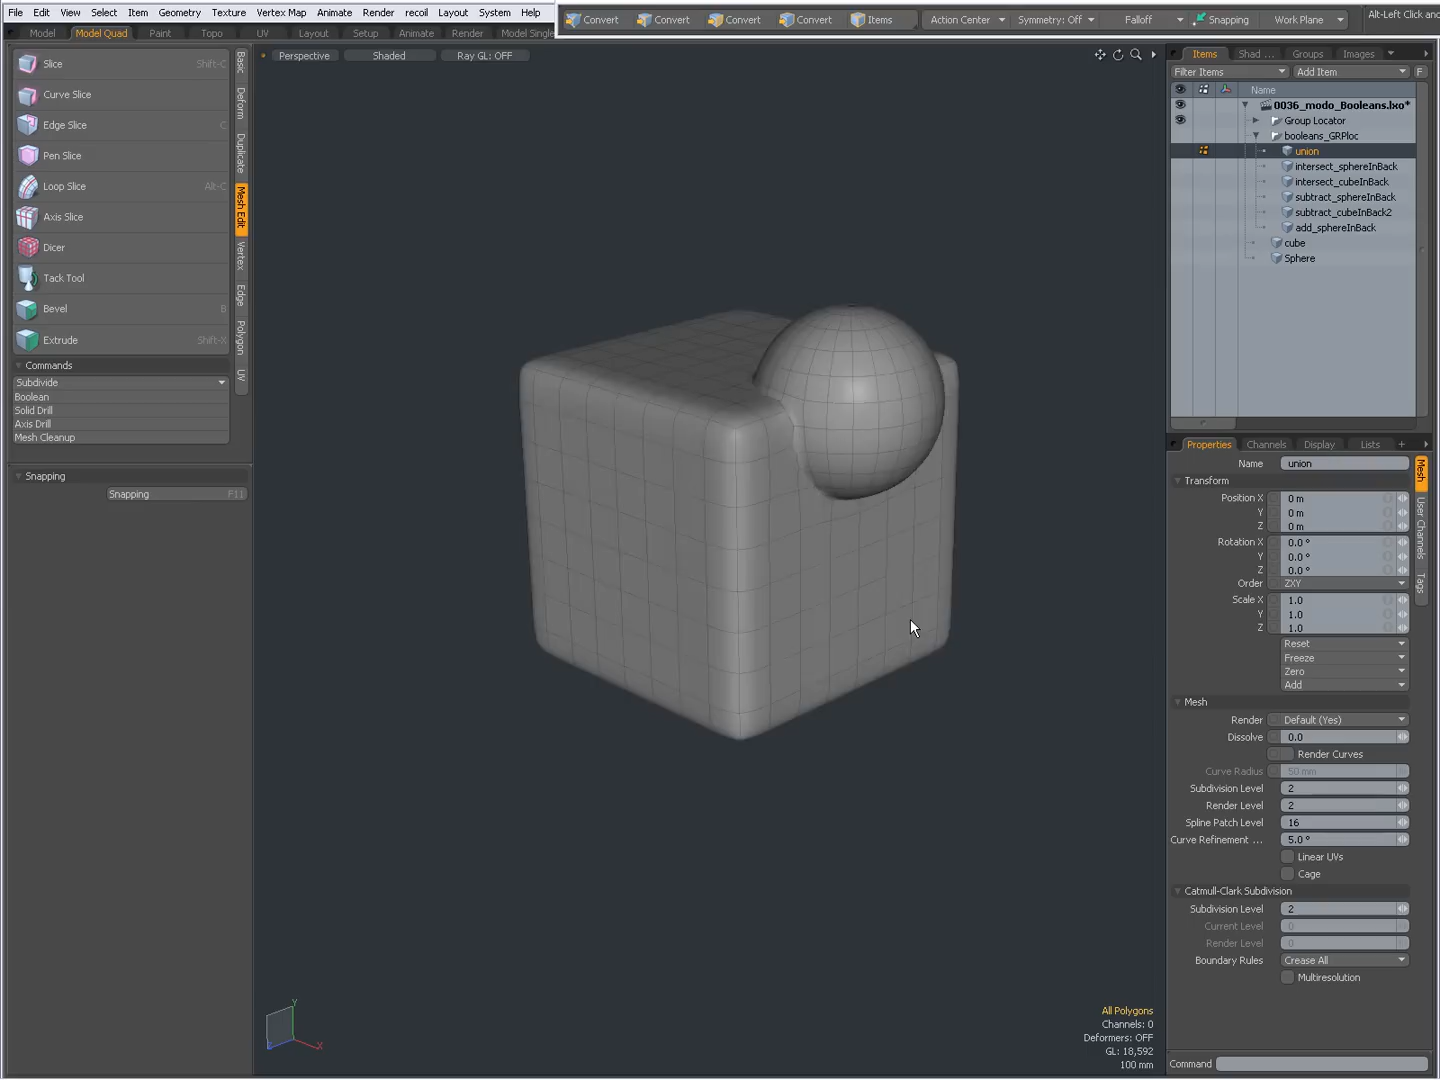 File Edit View Select Item Geometry Texture Vertex Map Animate Render recoil Layout System Help
Convert Convert Convert Convert Items Action Center Symmetry: Off Falloff Snapping Work Plane Alt-Left Click and
Model Model Quad Paint Topo UV Layout Setup Animate Render Model Single
Perspective Shaded Ray GL: OFF
Slice Shift-C
Curve Slice
Edge Slice C
Pen Slice
Loop Slice Alt-C
Axis Slice
Dicer
Tack Tool
Bevel B
Extrude Shift-X
Basic
Deform
Duplicate
Mesh Edit
Vertex
Edge
Polygon
UV
Commands
Subdivide
Boolean
Solid Drill
Axis Drill
Mesh Cleanup
Snapping
Snapping F11
Items Shad ... Groups Images
Filter Items Add Item F
Name
0036_modo_Booleans.lxo*
Group Locator
booleans_GRPloc
union
intersect_sphereInBack
intersect_cubeInBack
subtract_sphereInBack
subtract_cubeInBack2
add_sphereInBack
cube
Sphere
Properties Channels Display Lists +
Name union
Transform
Position X 0 m
Y 0 m
Z 0 m
Rotation X 0.0 °
Y 0.0 °
Z 0.0 °
Order ZXY
Scale X 1.0
Y 1.0
Z 1.0
Reset
Freeze
Zero
Add
Mesh
Render Default (Yes)
Dissolve 0.0
Render Curves
Curve Radius 50 mm
Subdivision Level 2
Render Level 2
Spline Patch Level 16
Curve Refinement ... 5.0 °
Linear UVs
Cage
Catmull-Clark Subdivision
Subdivision Level 2
Current Level 0
Render Level 0
Boundary Rules Crease All
Multiresolution
Mesh
User Channels
Tags
Y
X
All Polygons
Channels: 0
Deformers: OFF
GL: 18,592
100 mm
Command